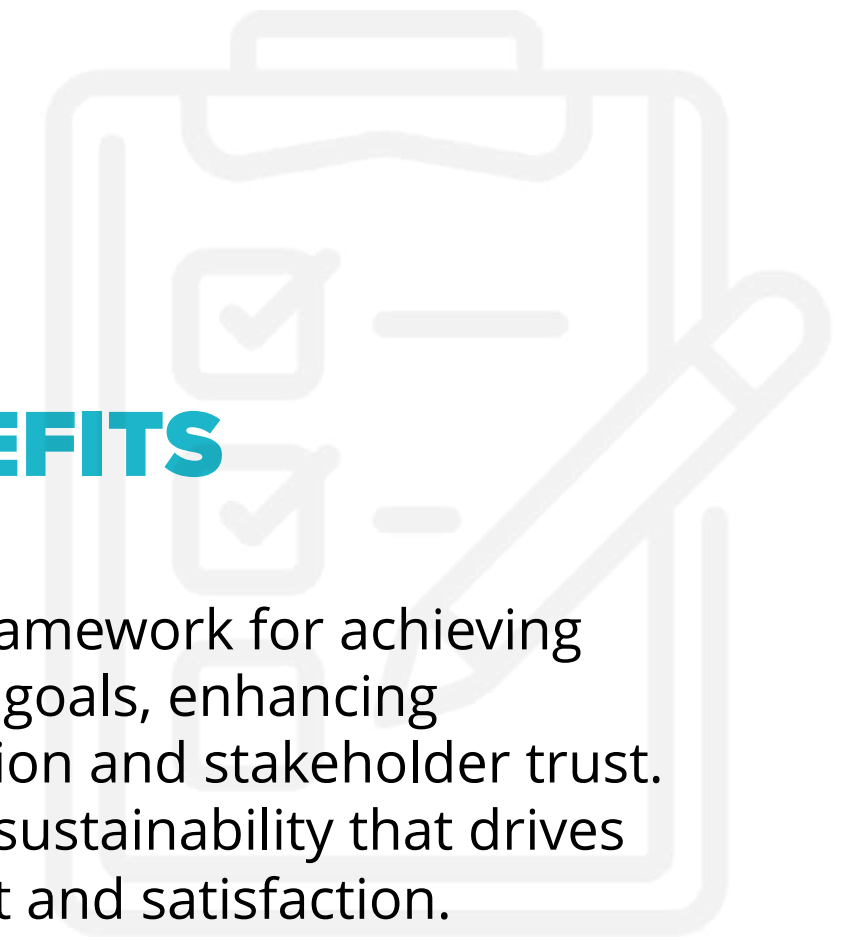 EFITS
amework for achieving
goals, enhancing
ion and stakeholder trust.
sustainability that drives
t and satisfaction.